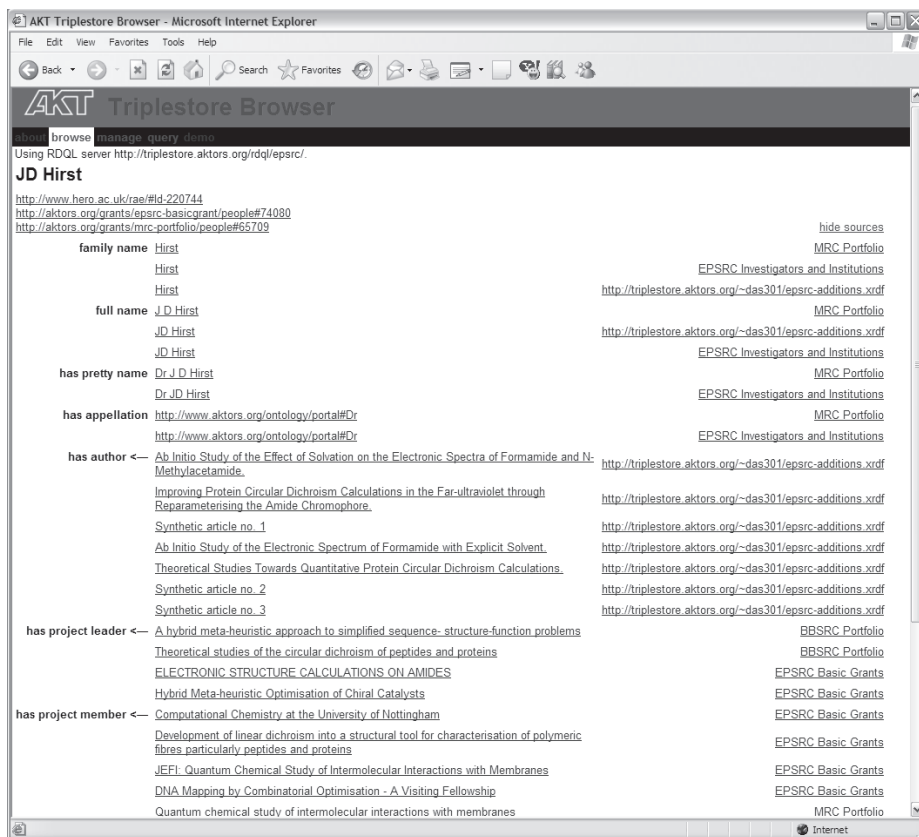 AKT Triplestore Browser - Microsoft Internet Explorer
File Edit View Favorites Tools Help
Back Search Favorites
AKT Triplestore Browser
about browse manage query demo
Using RDQL server http://triplestore.aktors.org/rdql/epsrc/.
JD Hirst
http://www.hero.ac.uk/rae/#Id-220744
http://aktors.org/grants/epsrc-basicgrant/people#74080
http://aktors.org/grants/mrc-portfolio/people#65709 hide sources
family name Hirst MRC Portfolio
Hirst EPSRC Investigators and Institutions
Hirst http://triplestore.aktors.org/~das301/epsrc-additions.xrdf
full name J D Hirst MRC Portfolio
JD Hirst http://triplestore.aktors.org/~das301/epsrc-additions.xrdf
JD Hirst EPSRC Investigators and Institutions
has pretty name Dr J D Hirst MRC Portfolio
Dr JD Hirst EPSRC Investigators and Institutions
has appellation http://www.aktors.org/ontology/portal#Dr MRC Portfolio
http://www.aktors.org/ontology/portal#Dr EPSRC Investigators and Institutions
has author <— Ab Initio Study of the Effect of Solvation on the Electronic Spectra of Formamide and N-
Methylacetamide. http://triplestore.aktors.org/~das301/epsrc-additions.xrdf
Improving Protein Circular Dichroism Calculations in the Far-ultraviolet through
Reparameterising the Amide Chromophore. http://triplestore.aktors.org/~das301/epsrc-additions.xrdf
Synthetic article no. 1 http://triplestore.aktors.org/~das301/epsrc-additions.xrdf
Ab Initio Study of the Electronic Spectrum of Formamide with Explicit Solvent. http://triplestore.aktors.org/~das301/epsrc-additions.xrdf
Theoretical Studies Towards Quantitative Protein Circular Dichroism Calculations. http://triplestore.aktors.org/~das301/epsrc-additions.xrdf
Synthetic article no. 2 http://triplestore.aktors.org/~das301/epsrc-additions.xrdf
Synthetic article no. 3 http://triplestore.aktors.org/~das301/epsrc-additions.xrdf
has project leader <— A hybrid meta-heuristic approach to simplified sequence- structure-function problems BBSRC Portfolio
Theoretical studies of the circular dichroism of peptides and proteins BBSRC Portfolio
ELECTRONIC STRUCTURE CALCULATIONS ON AMIDES EPSRC Basic Grants
Hybrid Meta-heuristic Optimisation of Chiral Catalysts EPSRC Basic Grants
has project member <— Computational Chemistry at the University of Nottingham EPSRC Basic Grants
Development of linear dichroism into a structural tool for characterisation of polymeric
fibres particularly peptides and proteins EPSRC Basic Grants
JEFI: Quantum Chemical Study of Intermolecular Interactions with Membranes EPSRC Basic Grants
DNA Mapping by Combinatorial Optimisation - A Visiting Fellowship EPSRC Basic Grants
Quantum chemical study of intermolecular interactions with membranes MRC Portfolio
Internet